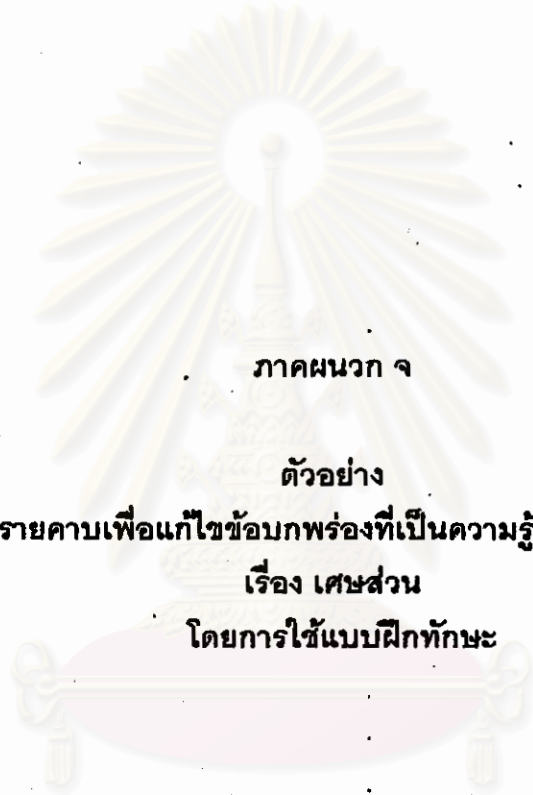 ภาคผนวก จ
ตัวอย่าง
รายคาบเพื่อแก้ไขข้อบกพร่องที่เป็นความรู้
เรื่อง เศษส่วน
โดยการใช้แบบฝึกทักษะ